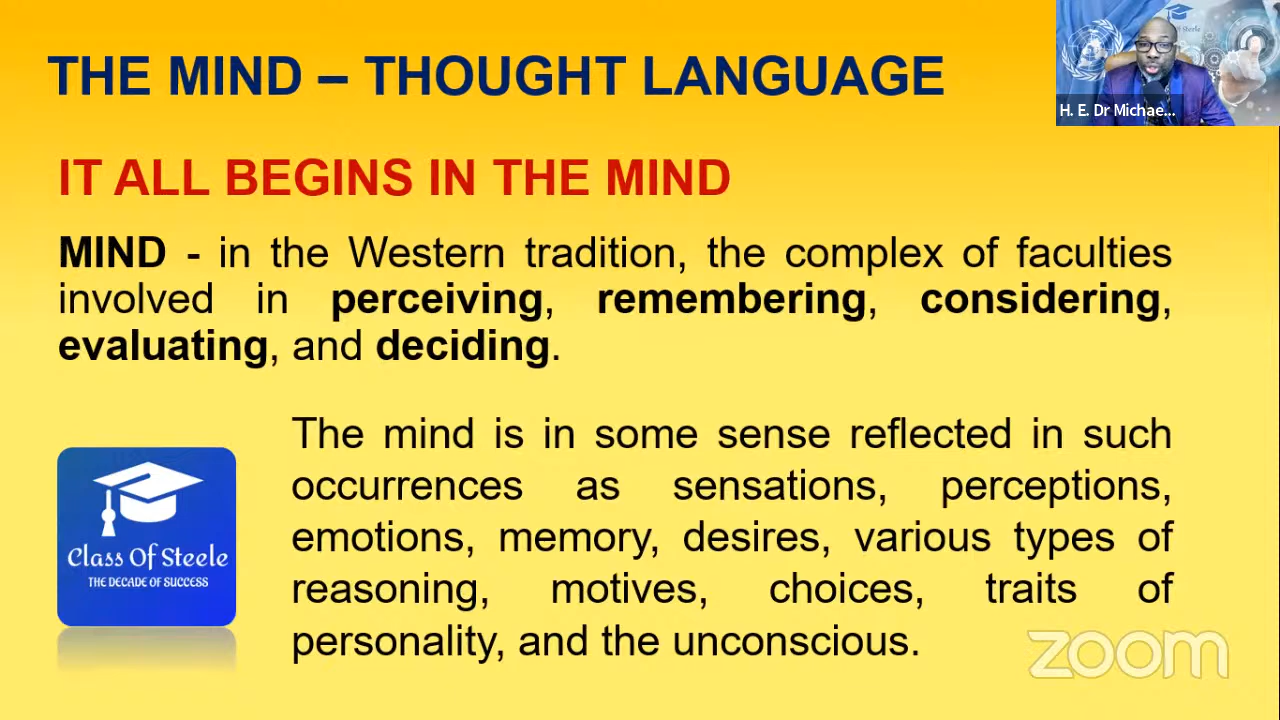 THE MIND – THOUGHT LANGUAGE
H. E. Dr Michae...
IT ALL BEGINS IN THE MIND
MIND - in the Western tradition, the complex of faculties
involved in perceiving, remembering, considering,
evaluating, and deciding.
The mind is in some sense reflected in such
occurrences as sensations, perceptions,
emotions, memory, desires, various types of
reasoning, motives, choices, traits of
personality, and the unconscious.
Class Of Steele
THE DECADE OF SUCCESS
zoom